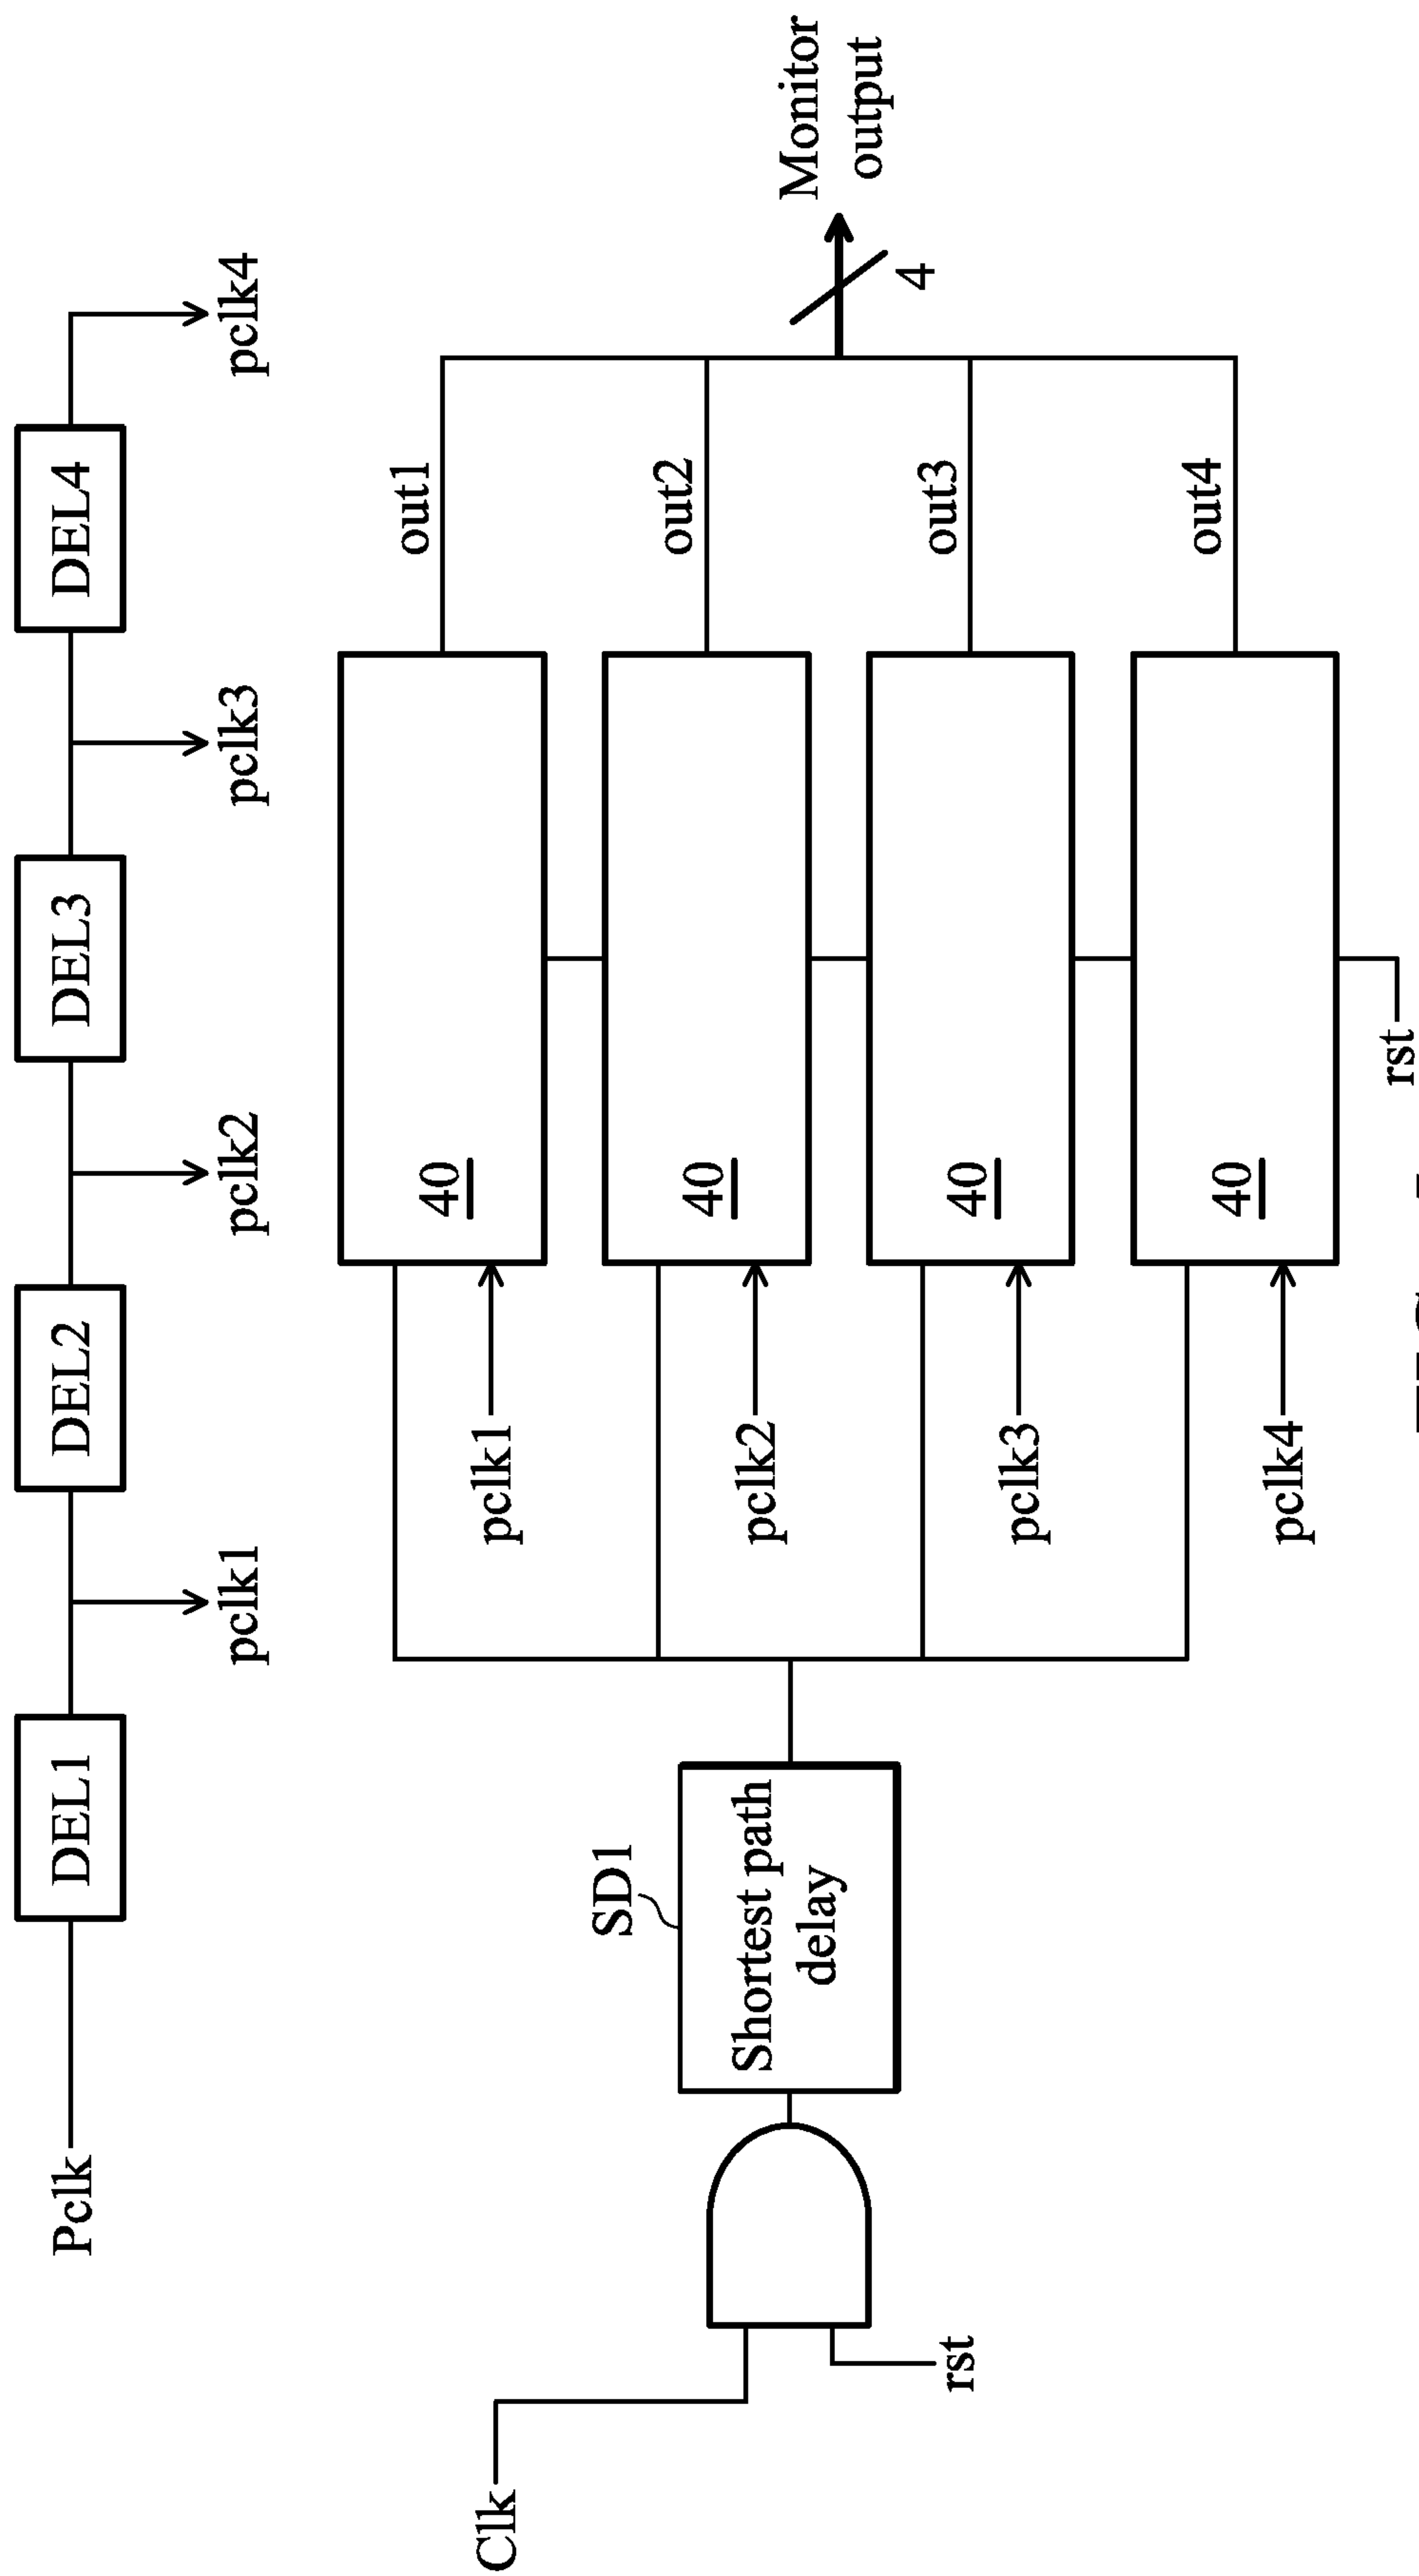 Pclk
DEL1
pclk1
DEL2
pclk2
DEL3
pclk3
DEL4
pclk4
Clk
rst
SD1
Shortest path
delay
40
pclk1
out1
40
pclk2
out2
40
pclk3
out3
40
pclk4
out4
rst
4
Monitor
output